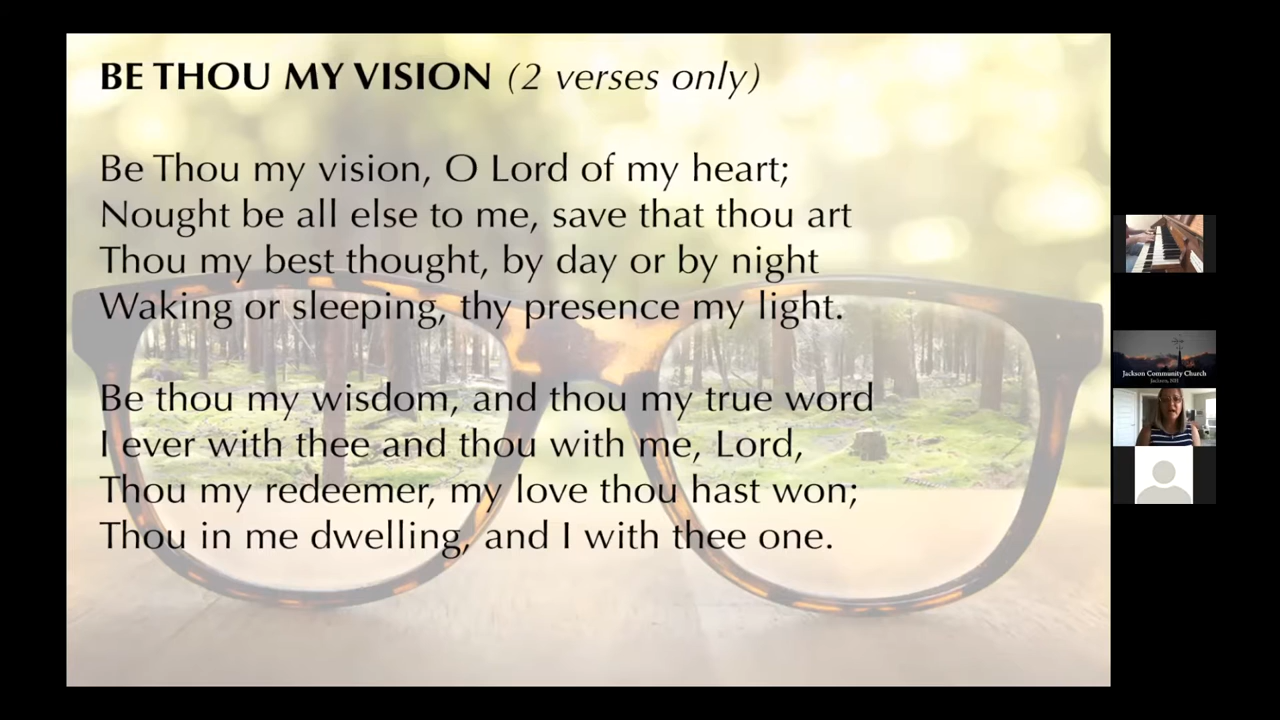 BE THOU MY VISION (2 verses only)
Be Thou my vision, O Lord of my heart;
Nought be all else to me, save that thou art
Thou my best thought, by day or by night
Waking or sleeping, thy presence my light.
Be thou my wisdom, and thou my true word
I ever with thee and thou with me, Lord,
Thou my redeemer, my love thou hast won;
Thou in me dwelling, and I with thee one.
Jackson Community Church
Jackson, NH